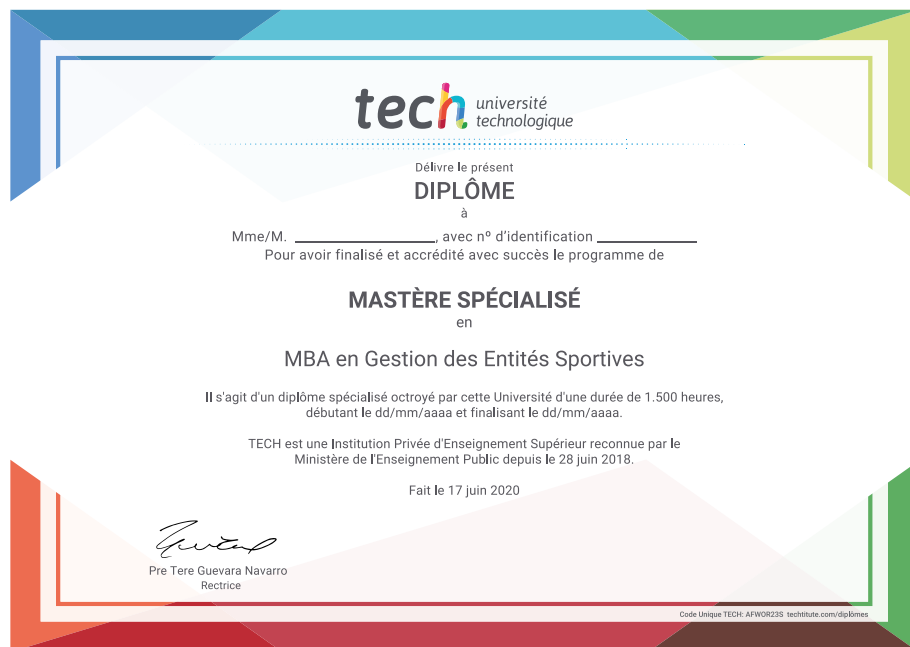 tech université
technologique
Délivre le présent
DIPLÔME
à
Mme/M. ____________, avec nº d'identification ____________
Pour avoir finalisé et accrédité avec succès le programme de
MASTÈRE SPÉCIALISÉ
en
MBA en Gestion des Entités Sportives
Il s'agit d'un diplôme spécialisé octroyé par cette Université d'une durée de 1.500 heures,
débutant le dd/mm/aaaa et finalisant le dd/mm/aaaa.
TECH est une Institution Privée d'Enseignement Supérieur reconnue par le
Ministère de l'Enseignement Public depuis le 28 juin 2018.
Fait le 17 juin 2020
Pre Tere Guevara Navarro
Rectrice
Code Unique TECH: AFWOR23S techtitute.com/diplômes